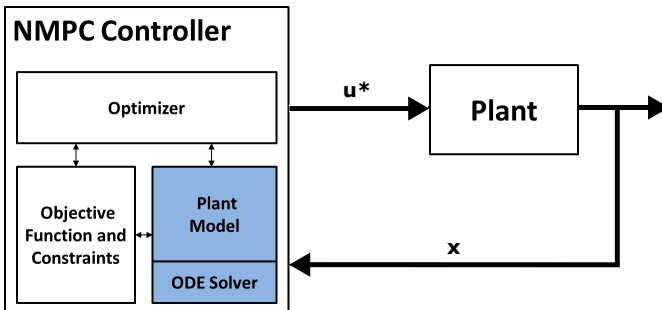 NMPC Controller
Optimizer
u*
Plant
Objective
Function and
Constraints
Plant
Model
ODE Solver
x